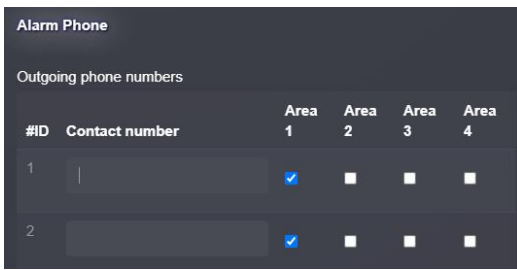 Alarm Phone
Outgoing phone numbers
#ID Contact number Area 1 Area 2 Area 3 Area 4
1
2